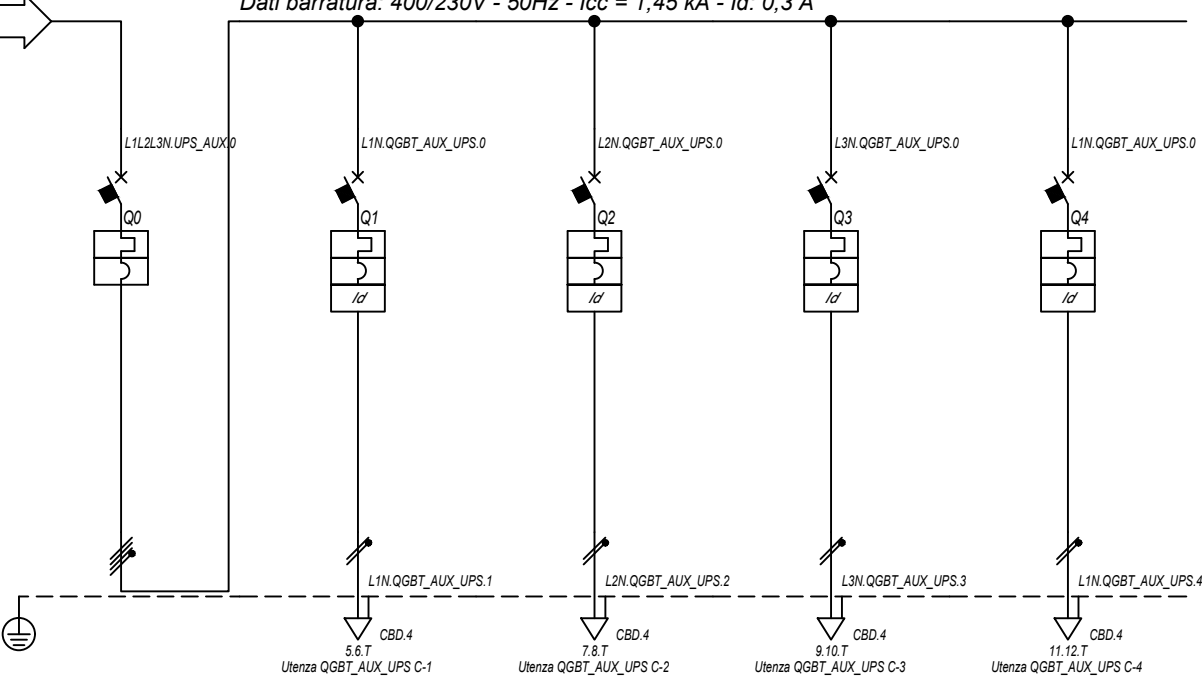 Dati barratura: 400/230V - 50Hz - Icc = 1,45 kA - Id: 0,3 A
L1L2L3N.UPS_AUX.0
L1N.QGBT_AUX_UPS.0
L2N.QGBT_AUX_UPS.0
L3N.QGBT_AUX_UPS.0
L1N.QGBT_AUX_UPS.0
Q0
Q1
Q2
Q3
Q4
Id
Id
Id
Id
L1N.QGBT_AUX_UPS.1
L2N.QGBT_AUX_UPS.2
L3N.QGBT_AUX_UPS.3
L1N.QGBT_AUX_UPS.4
CBD.4
CBD.4
CBD.4
CBD.4
5.6.T
7.8.T
9.10.T
11.12.T
Utenza QGBT_AUX_UPS C-1
Utenza QGBT_AUX_UPS C-2
Utenza QGBT_AUX_UPS C-3
Utenza QGBT_AUX_UPS C-4